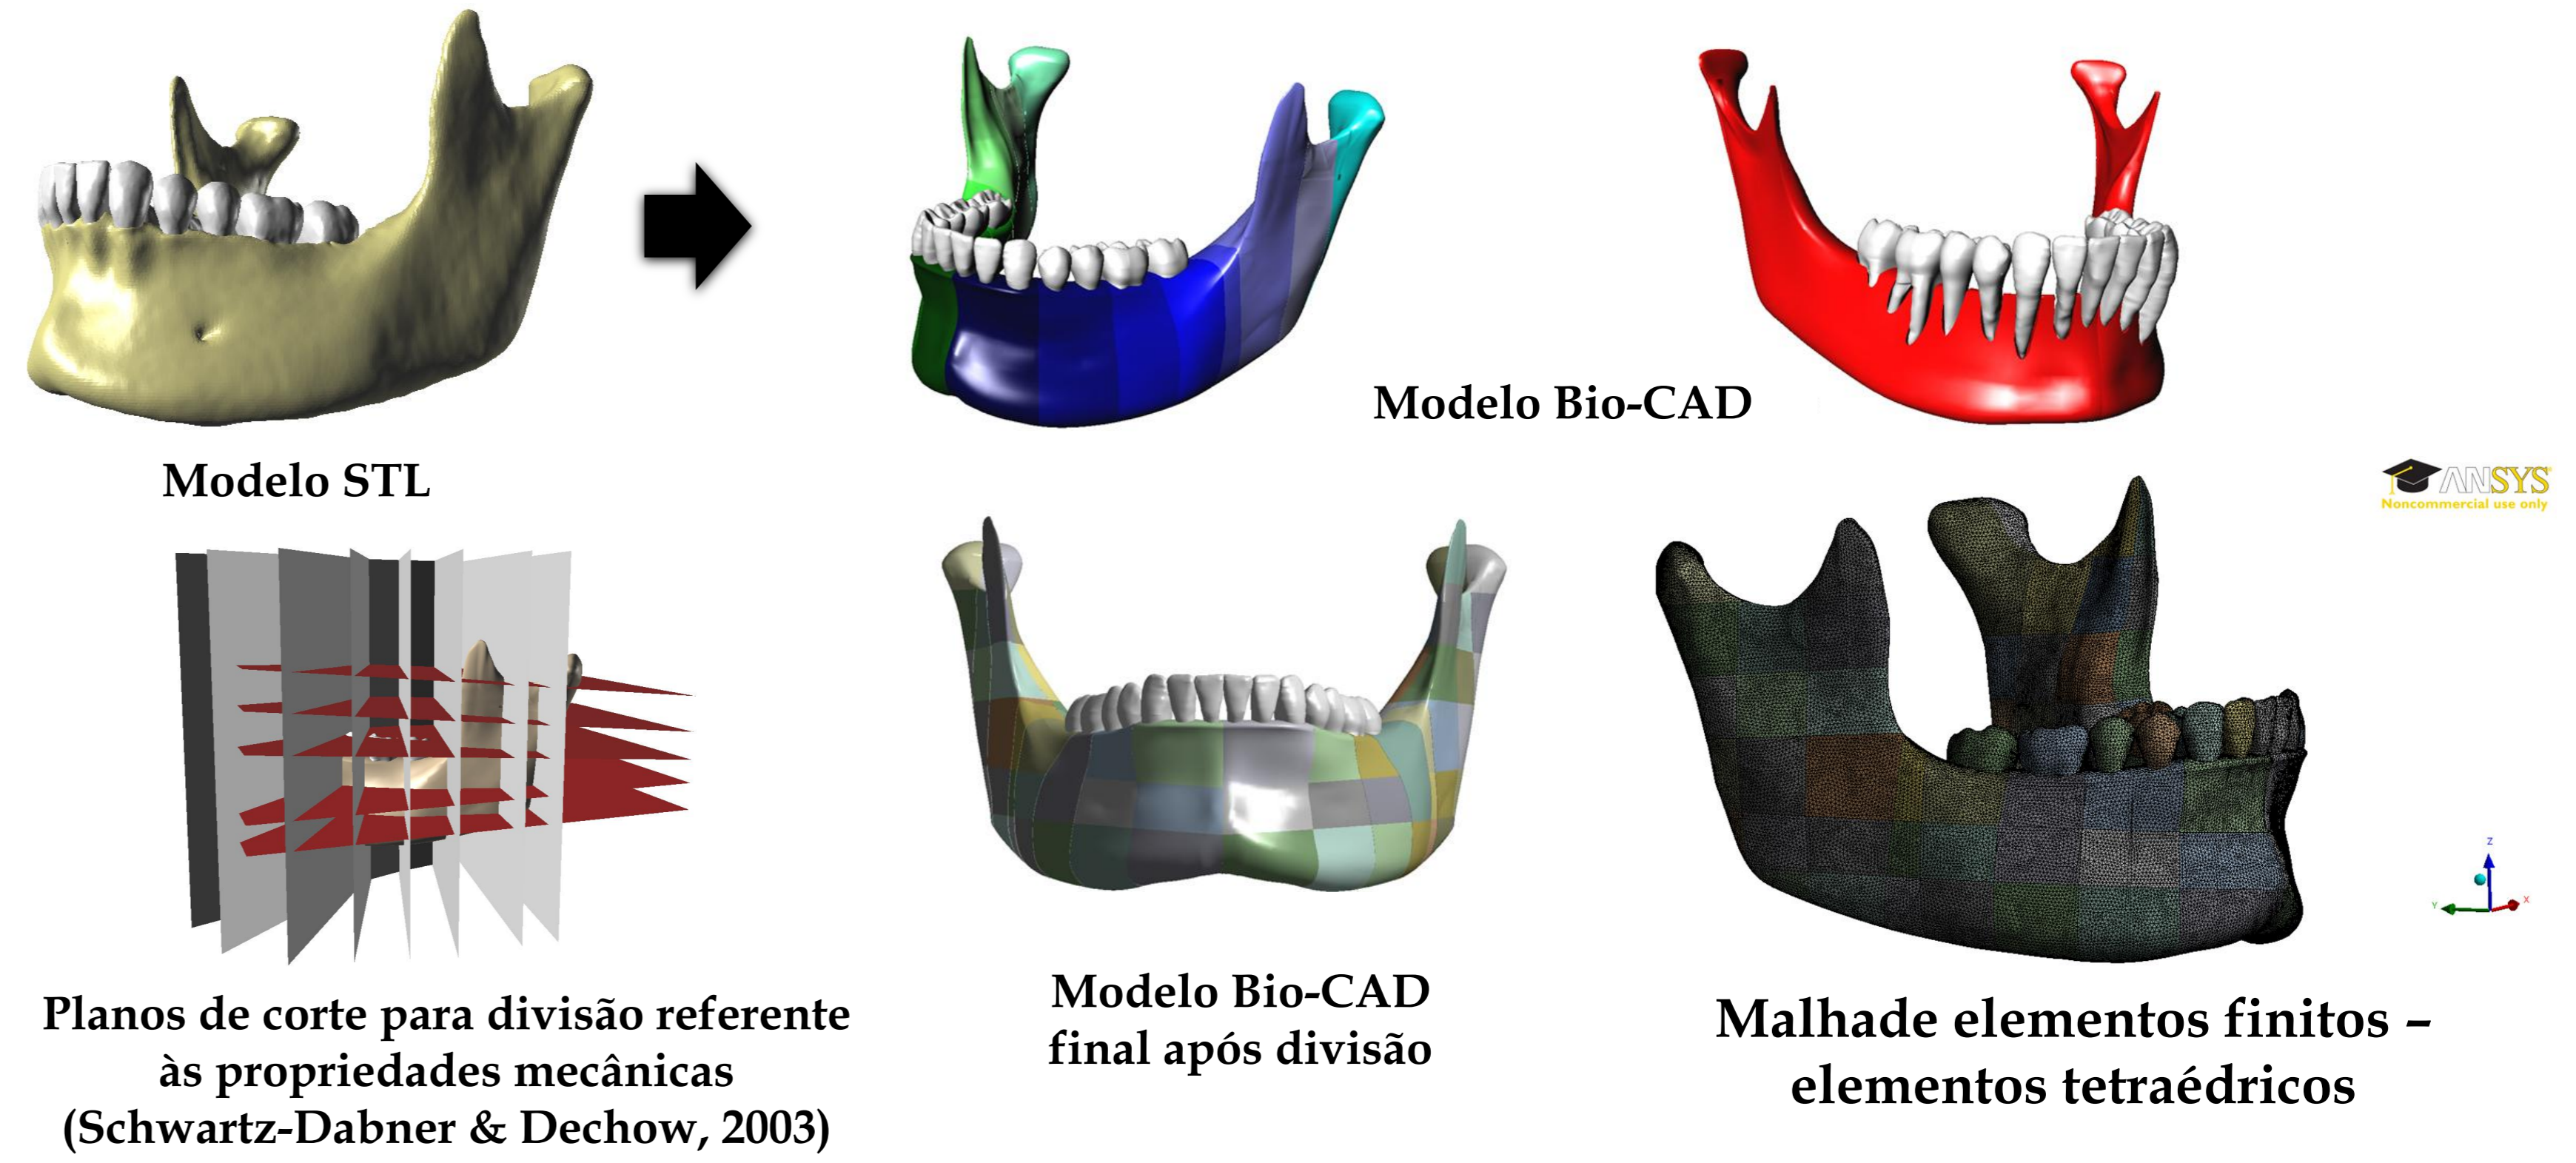 Modelo STL
Modelo Bio-CAD
ANSYS
Noncommercial use only
Planos de corte para divisão referente
às propriedades mecânicas
(Schwartz-Dabner & Dechow, 2003)
Modelo Bio-CAD
final após divisão
Malhade elementos finitos –
elementos tetraédricos
Z
Y
X